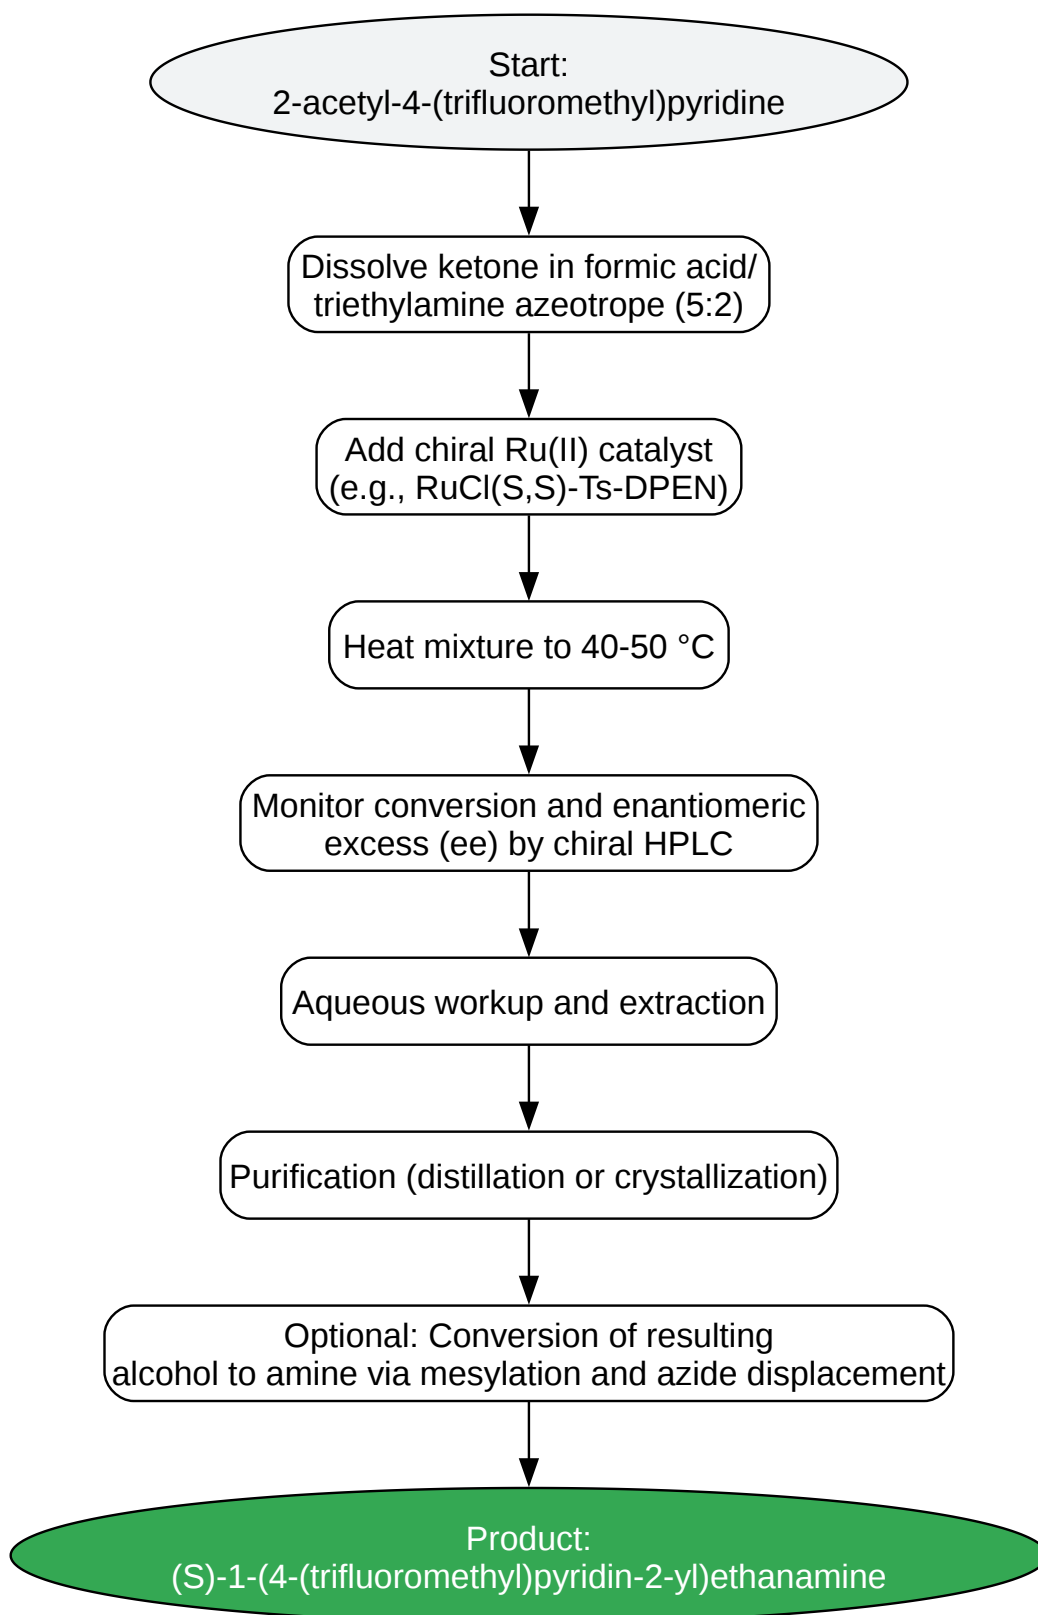 Start:
2-acetyl-4-(trifluoromethyl)pyridine
Dissolve ketone in formic acid/
triethylamine azeotrope (5:2)
Add chiral Ru(II) catalyst
(e.g., RuCl(S,S)-Ts-DPEN)
Heat mixture to 40-50 °C
Monitor conversion and enantiomeric
excess (ee) by chiral HPLC
Aqueous workup and extraction
Purification (distillation or crystallization)
Optional: Conversion of resulting
alcohol to amine via mesylation and azide displacement
Product:
(S)-1-(4-(trifluoromethyl)pyridin-2-yl)ethanamine